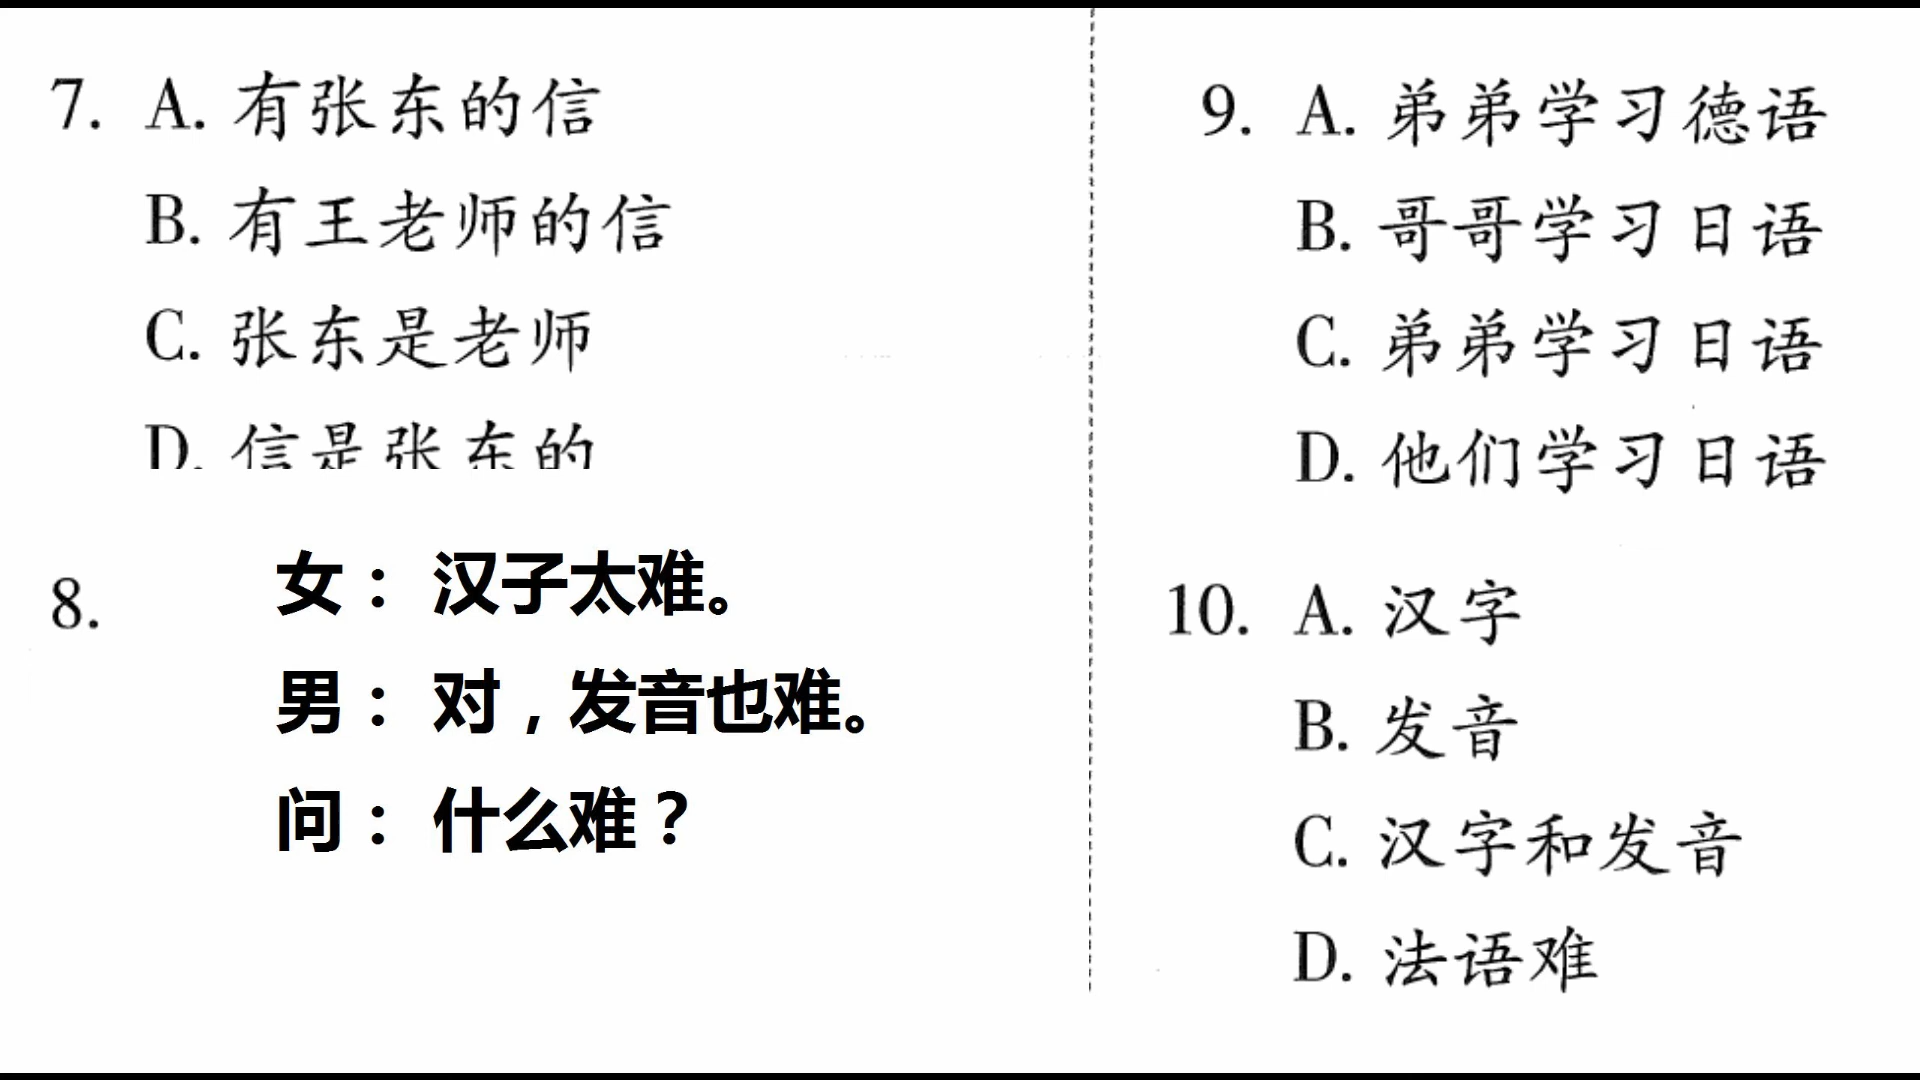 7. A. 有张东的信
B. 有王老师的信
C. 张东是老师
D. 信是张东的
8.
女： 汉子太难。
男： 对，发音也难。
问： 什么难？
9. A. 弟弟学习德语
B. 哥哥学习日语
C. 弟弟学习日语
D. 他们学习日语
10. A. 汉字
B. 发音
C. 汉字和发音
D. 法语难